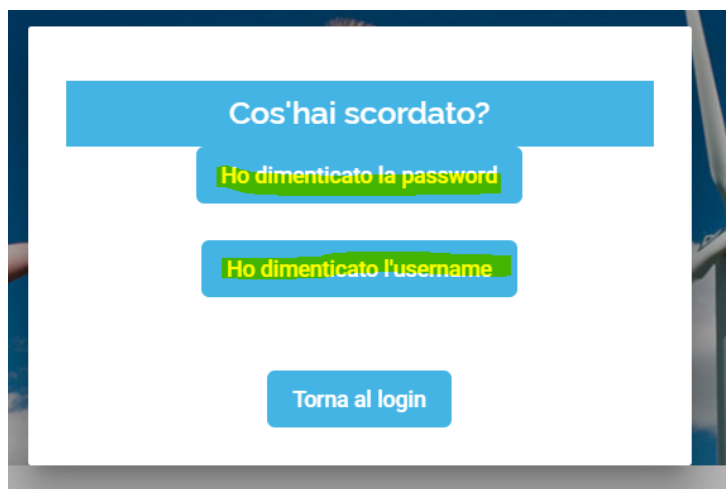 Cos'hai scordato?
Ho dimenticato la password
Ho dimenticato l'username
Torna al login